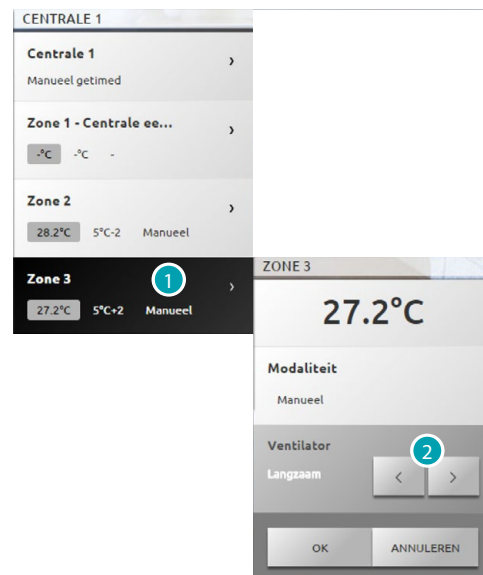 CENTRALE 1
Centrale 1
Manueel getimed
Zone 1 - Centrale ee...
-°C -°C -
Zone 2
28.2°C 5°C-2 Manueel
Zone 3
1
27.2°C 5°C+2 Manueel
ZONE 3
27.2°C
Modaliteit
Manueel
Ventilator
2
Langzaam
OK ANNULEREN